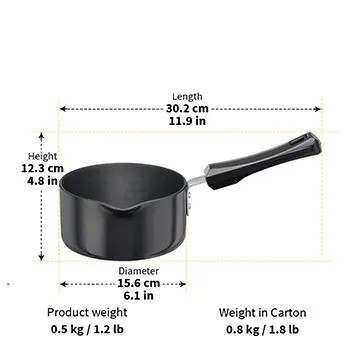 Length
30.2 cm
11.9 in
Height
12.3 cm
4.8 in
Diameter
15.6 cm
6.1 in
Product weight
0.5 kg / 1.2 lb
Weight in Carton
0.8 kg / 1.8 lb